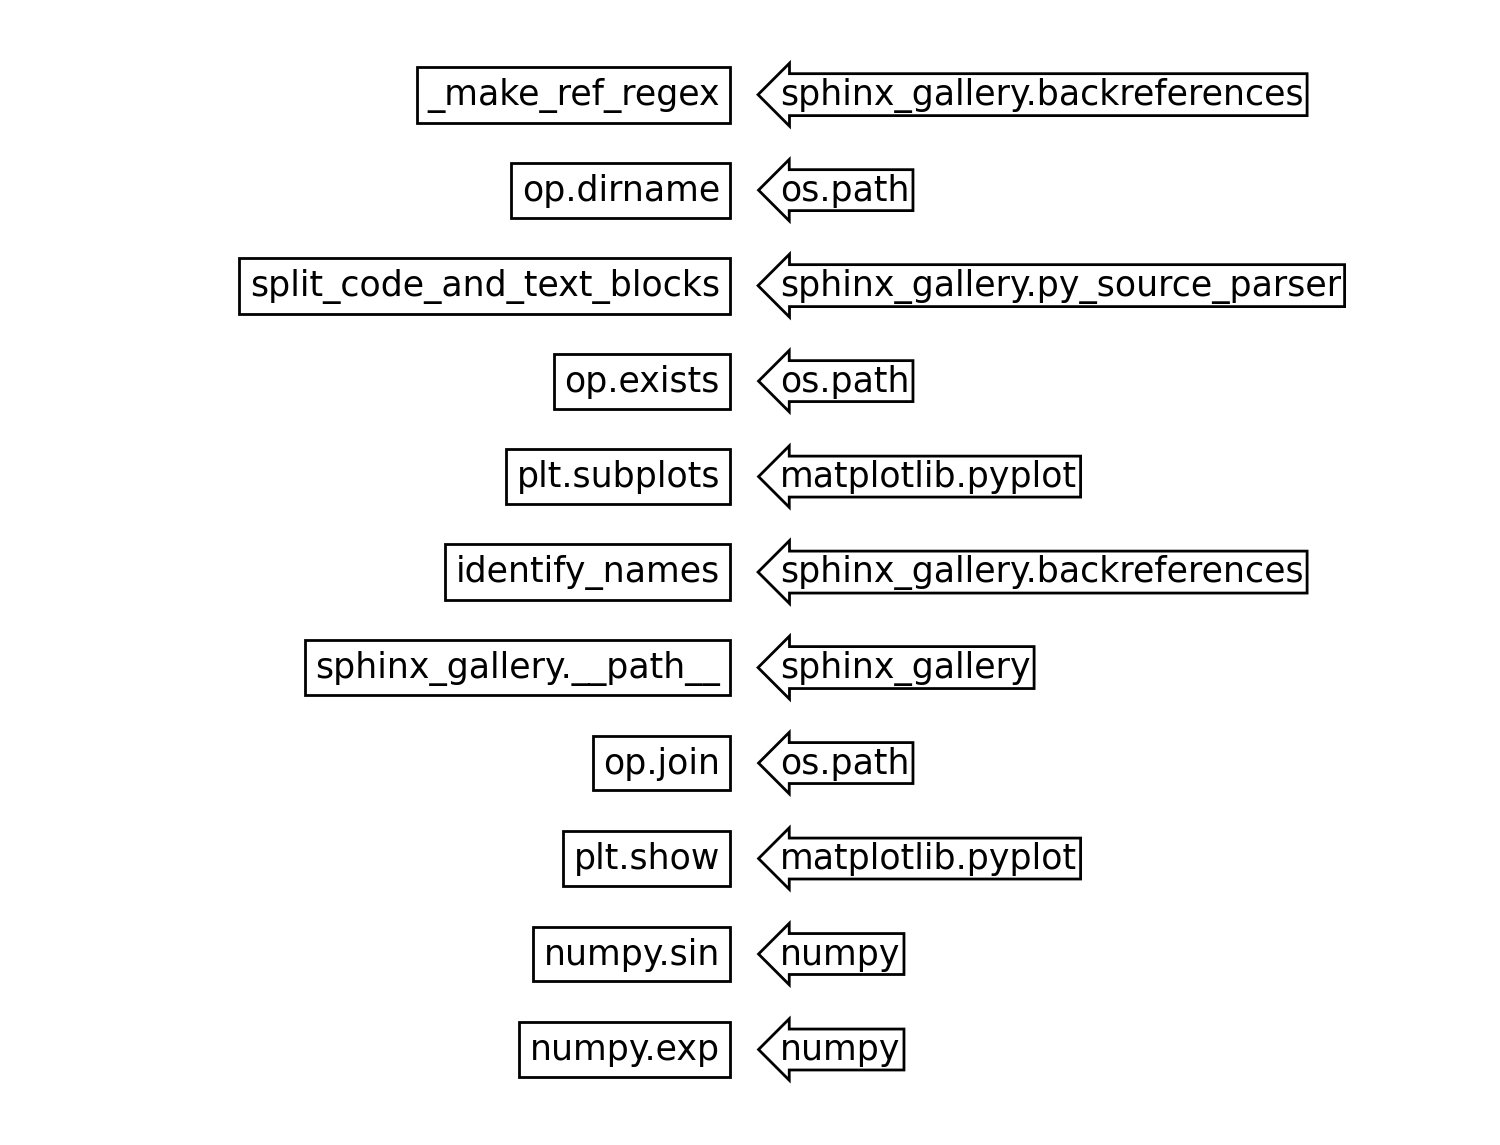 _make_ref_regex sphinx_gallery.backreferences
op.dirname os.path
split_code_and_text_blocks sphinx_gallery.py_source_parser
op.exists os.path
plt.subplots matplotlib.pyplot
identify_names sphinx_gallery.backreferences
sphinx_gallery.__path__ sphinx_gallery
op.join os.path
plt.show matplotlib.pyplot
numpy.sin numpy
numpy.exp numpy